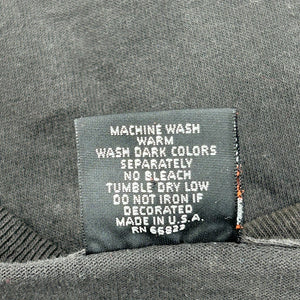 MACHINE WASH
WARM
WASH DARK COLORS
SEPARATELY
NO BLEACH
TUMBLE DRY LOW
DO NOT IRON IF
DECORATED
MADE IN U.S.A.
RN 66922